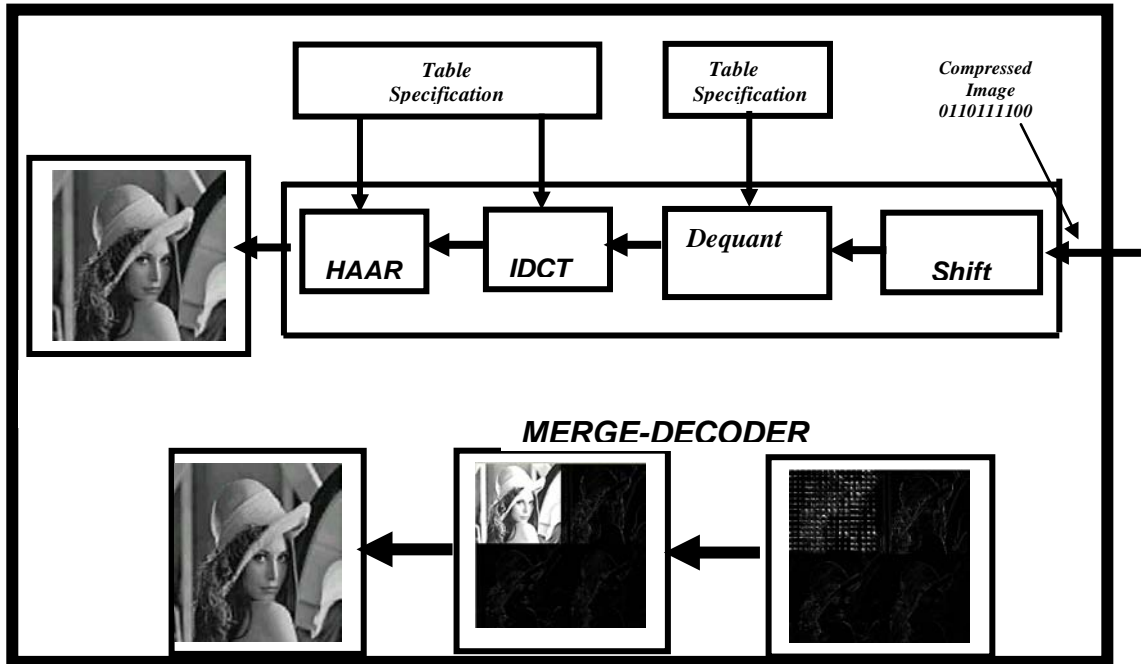 Table
Specification
Table
Specification
Compressed
Image
0110111100
HAAR
IDCT
Dequant
Shift
MERGE-DECODER